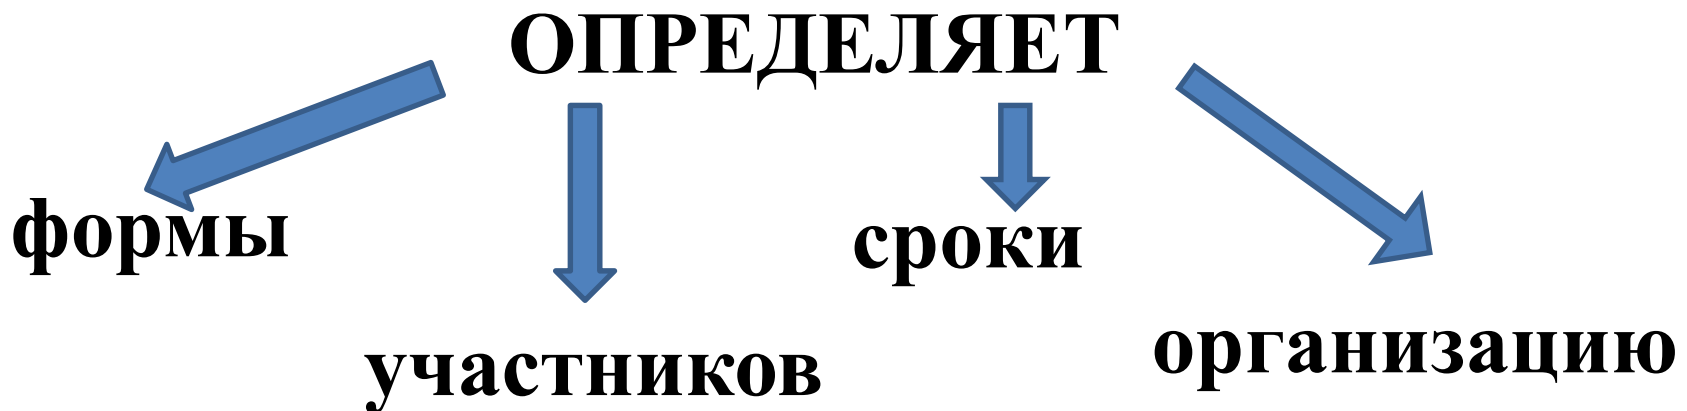 ОПРЕДЕЛЯЕТ
формы
участников
сроки
организацию